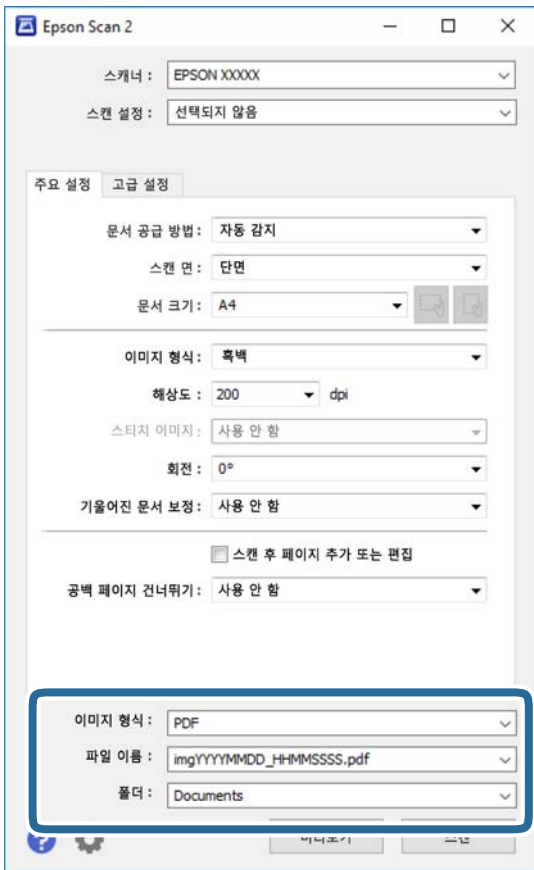 Epson Scan 2
스캐너 : EPSON XXXXX
스캔 설정 : 선택되지 않음
주요 설정 고급 설정
문서 공급 방법 : 자동 감지
스캔 면 : 단면
문서 크기 : A4
이미지 형식 : 흑백
해상도 : 200 dpi
스티치 이미지 : 사용 안 함
회전 : 0°
기울어진 문서 보정 : 사용 안 함
스캔 후 페이지 추가 또는 편집
공백 페이지 건너뛰기 : 사용 안 함
이미지 형식 : PDF
파일 이름 : imgYYYYMMDD_HHMMSSSS.pdf
폴더 : Documents
미리보기 스캔